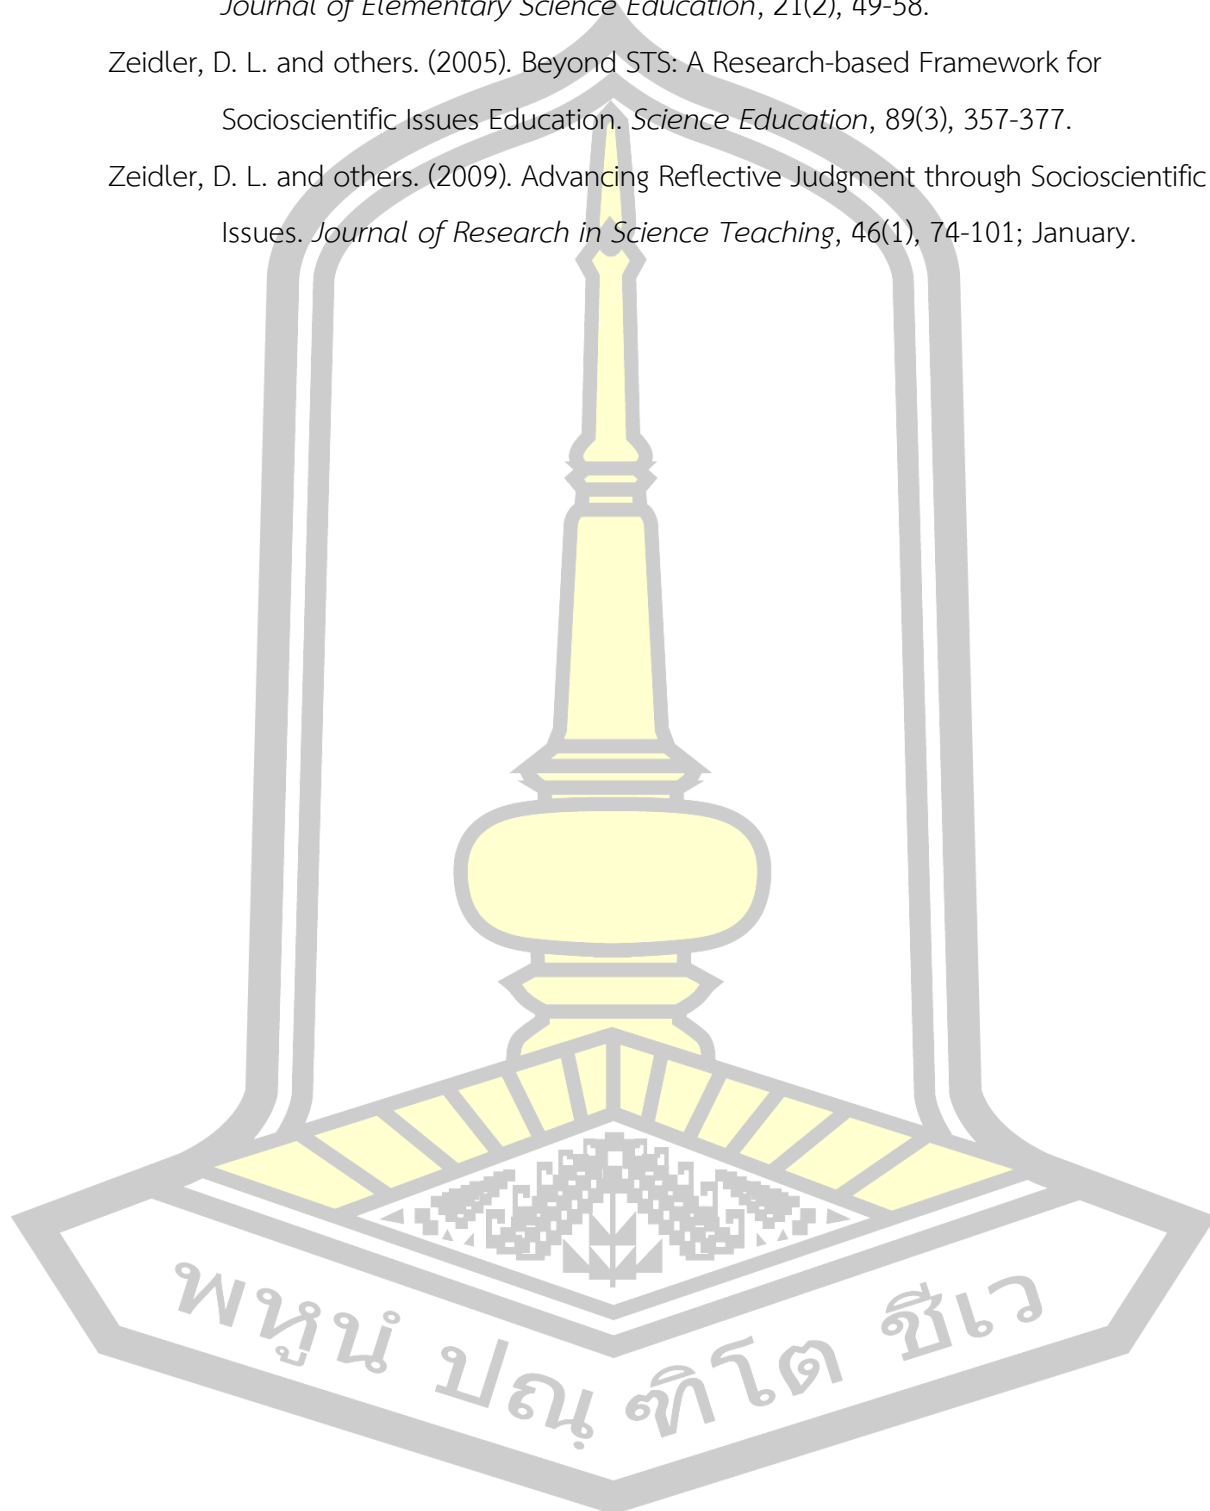 Journal of Elementary Science Education, 21(2), 49-58.
Zeidler, D. L. and others. (2005). Beyond STS: A Research-based Framework for
Socioscientific Issues Education. Science Education, 89(3), 357-377.
Zeidler, D. L. and others. (2009). Advancing Reflective Judgment through Socioscientific
Issues. Journal of Research in Science Teaching, 46(1), 74-101; January.
พหูนํ ปณฺ ฑิโต ชีเว